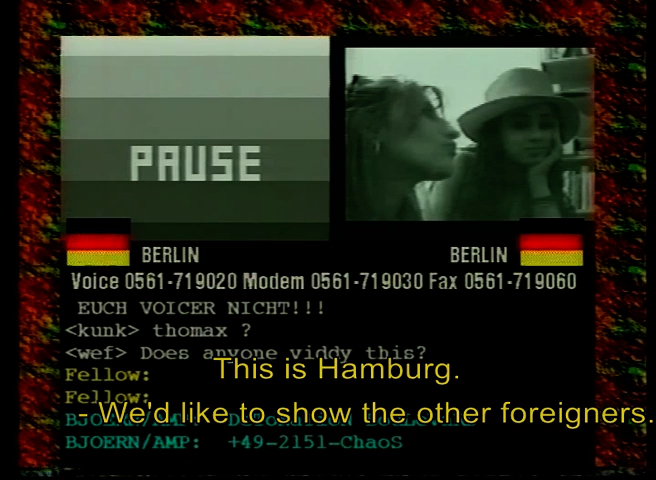 PAUSE
BERLIN
BERLIN
Voice 0561-719020 Modem 0561-719030 Fax 0561-719060
EUCH VOICER NICHT!!!
<kunk> thomax ?
<wef> Does anyone viddy this?
This is Hamburg.
Fellow:
Fellow:
- We'd like to show the other foreigners.
BJOERN/AMP:
BJOERN/AMP: +49-2151-ChaoS